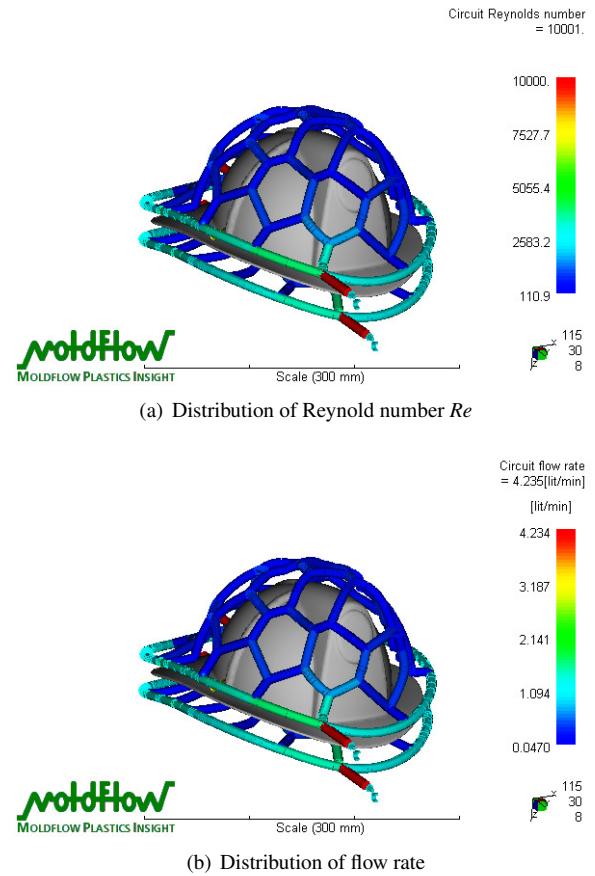 Circuit Reynolds number
= 10001.
10000.
7527.7
5055.4
2583.2
110.9
moldflow
MOLDFLOW PLASTICS INSIGHT
Scale (300 mm)
Z Y X
115
30
8
(a) Distribution of Reynold number Re
Circuit flow rate
= 4.235[lit/min]
[lit/min]
4.234
3.187
2.141
1.094
0.0470
moldflow
MOLDFLOW PLASTICS INSIGHT
Scale (300 mm)
Z Y X
115
30
8
(b) Distribution of flow rate